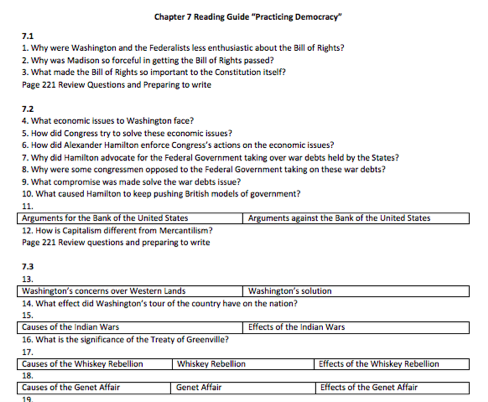 Chapter 7 Reading Guide "Practicing Democracy"
7.1
1. Why were Washington and the Federalists less enthusiastic about the Bill of Rights?
2. Why was Madison so forceful in getting the Bill of Rights passed?
3. What made the Bill of Rights so important to the Constitution itself?
Page 221 Review Questions and Preparing to write
7.2
4. What economic issues to Washington face?
5. How did Congress try to solve these economic issues?
6. How did Alexander Hamilton enforce Congress's actions on the economic issues?
7. Why did Hamilton advocate for the Federal Government taking over war debts held by the States?
8. Why were some congressmen opposed to the Federal Government taking on these war debts?
9. What compromise was made solve the war debts issue?
10. What caused Hamilton to keep pushing British models of government?
11.
Arguments for the Bank of the United States Arguments against the Bank of the United States
12. How is Capitalism different from Mercantilism?
Page 221 Review questions and preparing to write
7.3
13.
Washington's concerns over Western Lands Washington's solution
14. What effect did Washington's tour of the country have on the nation?
15.
Causes of the Indian Wars Effects of the Indian Wars
16. What is the significance of the Treaty of Greenville?
17.
Causes of the Whiskey Rebellion Whiskey Rebellion Effects of the Whiskey Rebellion
18.
Causes of the Genet Affair Genet Affair Effects of the Genet Affair
19.